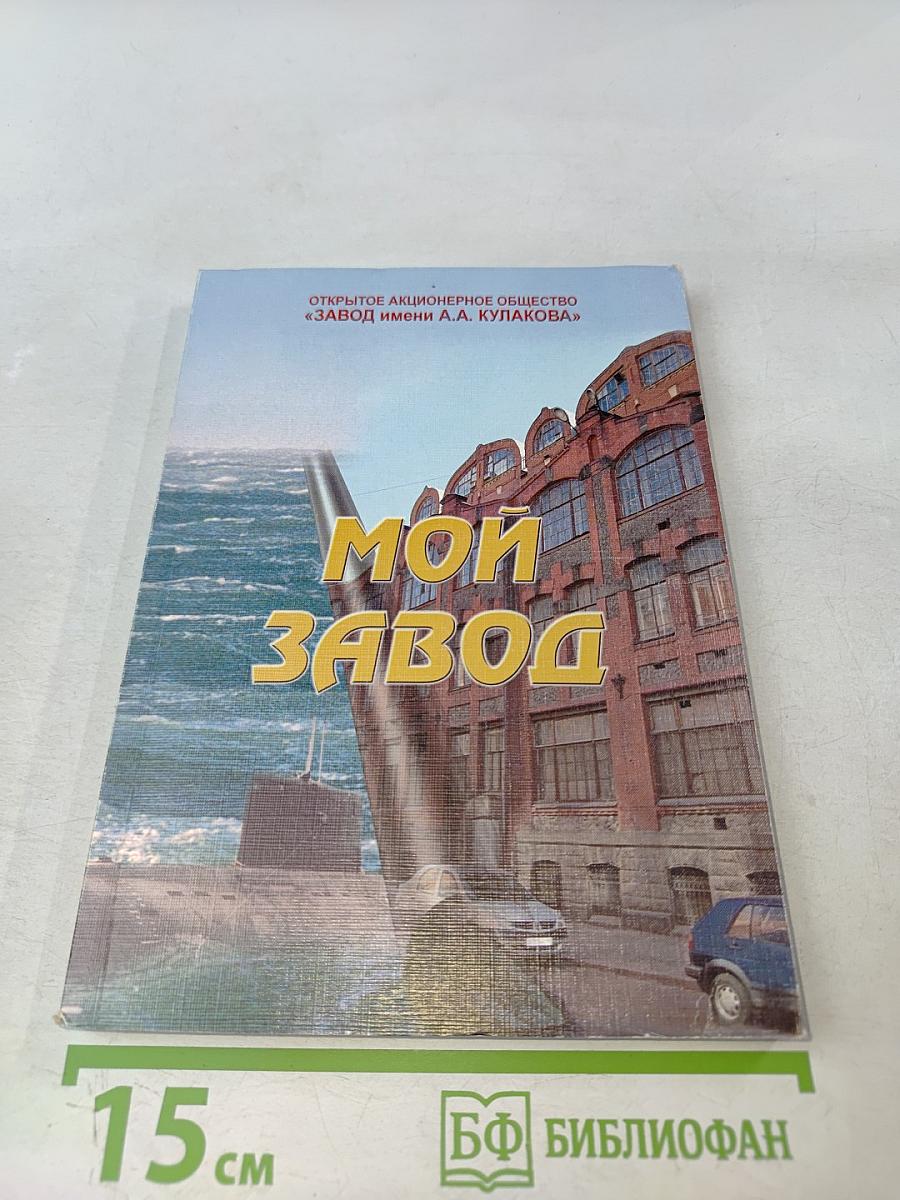 ОТКРЫТОЕ АКЦИОНЕРНОЕ ОБЩЕСТВО
«ЗАВОД имени А.А. КУЛАКОВА»
МОЙ
ЗАВОД
15 см
БФ БИБЛИОФАН